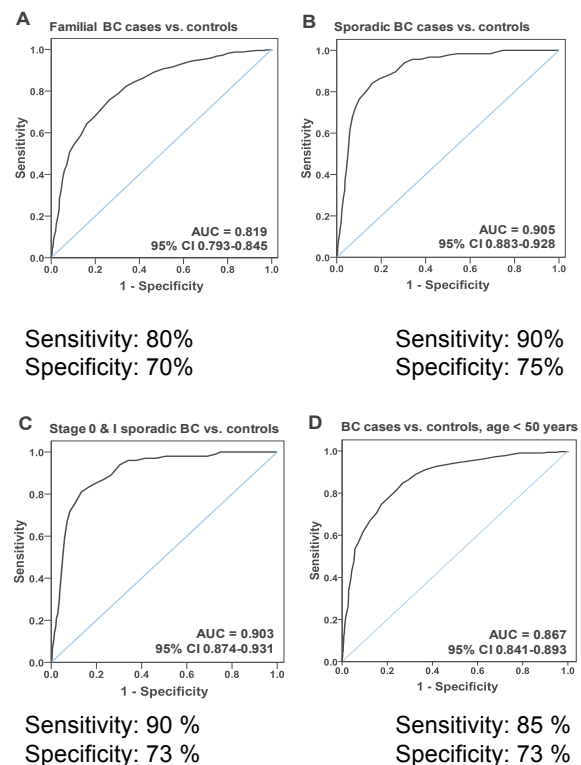 A Familial BC cases vs. controls
1.0
0.8
0.6
0.4
0.2
0.0
Sensitivity
AUC = 0.819
95% CI 0.793-0.845
0.0 0.2 0.4 0.6 0.8 1.0
1 - Specificity
B Sporadic BC cases vs. controls
1.0
0.8
0.6
0.4
0.2
0.0
Sensitivity
AUC = 0.905
95% CI 0.883-0.928
0.0 0.2 0.4 0.6 0.8 1.0
1 - Specificity
Sensitivity: 80%
Specificity: 70%
Sensitivity: 90%
Specificity: 75%
C Stage 0 & I sporadic BC vs. controls
1.0
0.8
0.6
0.4
0.2
0.0
Sensitivity
AUC = 0.903
95% CI 0.874-0.931
0.0 0.2 0.4 0.6 0.8 1.0
1 - Specificity
D BC cases vs. controls, age < 50 years
1.0
0.8
0.6
0.4
0.2
0.0
Sensitivity
AUC = 0.867
95% CI 0.841-0.893
0.0 0.2 0.4 0.6 0.8 1.0
1 - Specificity
Sensitivity: 90 %
Specificity: 73 %
Sensitivity: 85 %
Specificity: 73 %